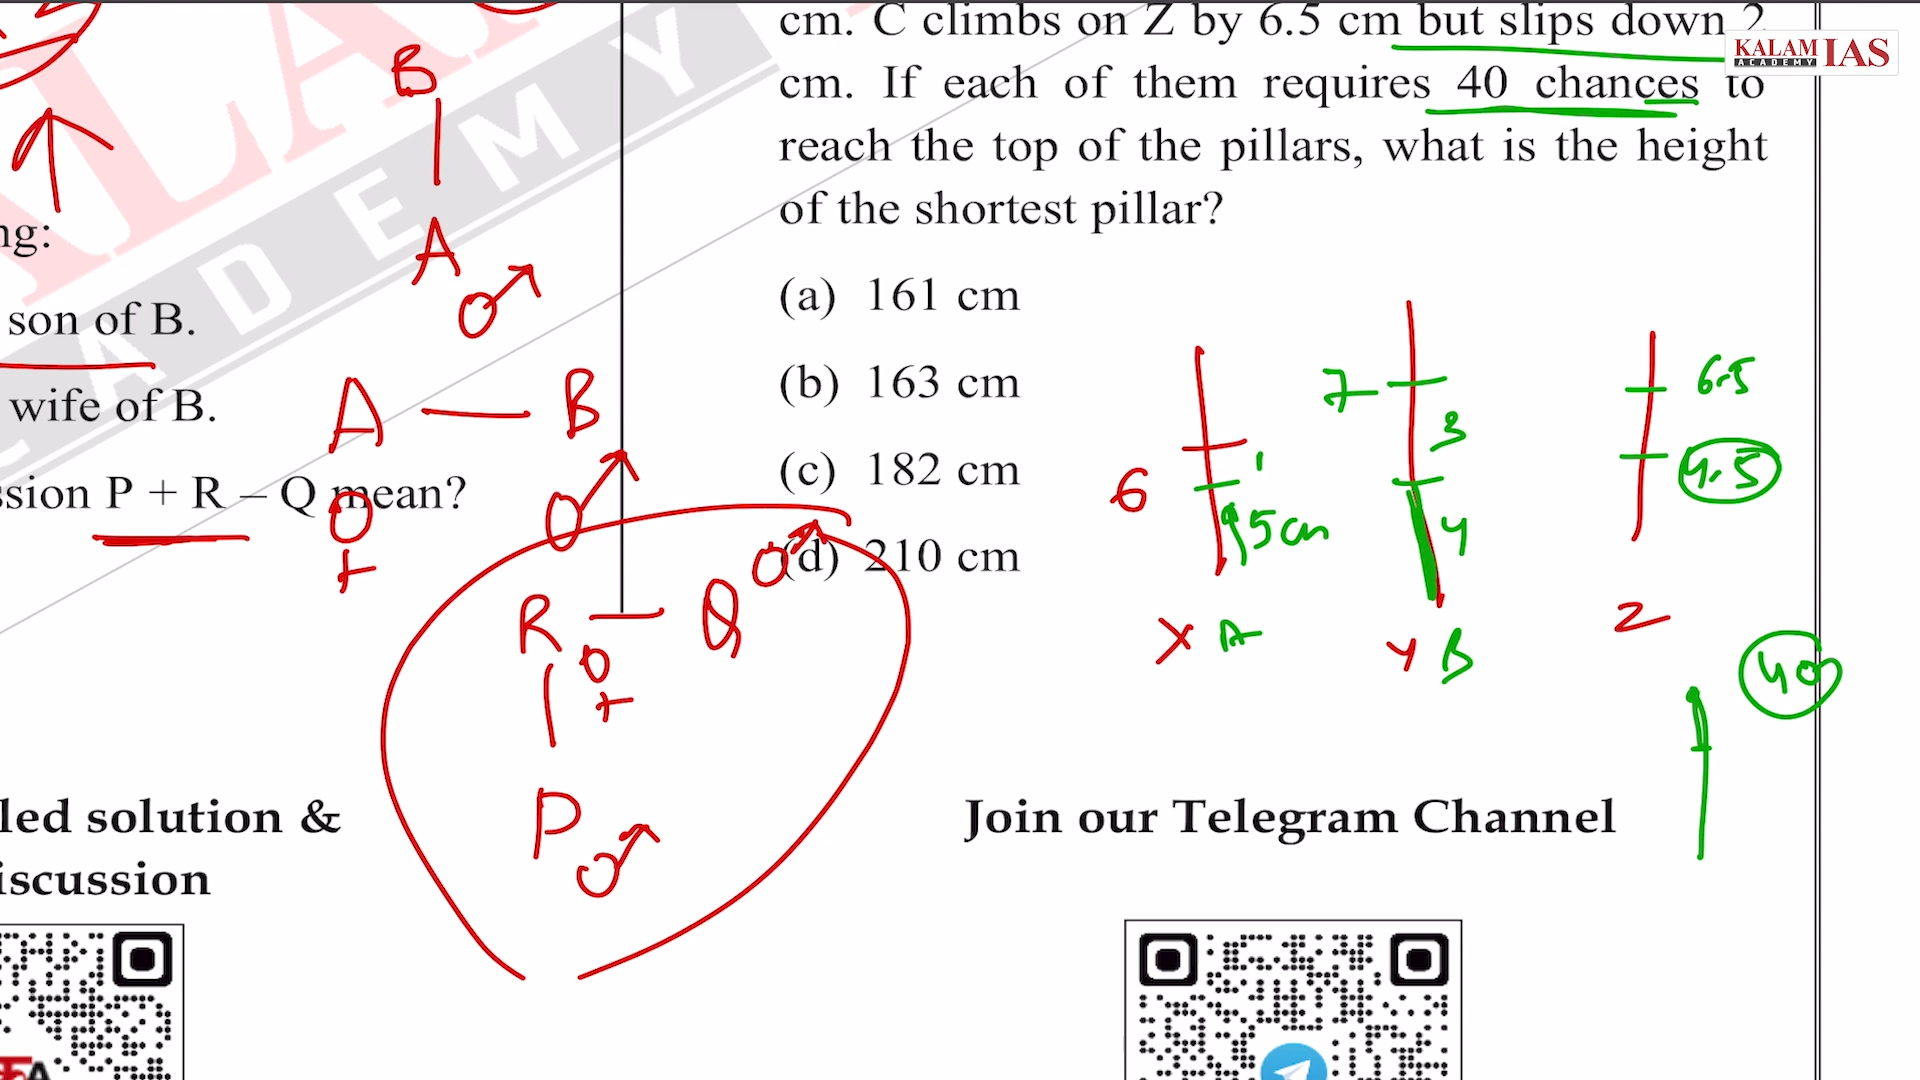 cm. C climbs on Z by 6.5 cm but slips down 2
cm. If each of them requires 40 chances to
reach the top of the pillars, what is the height
of the shortest pillar?
(a) 161 cm
(b) 163 cm
(c) 182 cm
(d) 210 cm
KALAM IAS
ACADEMY
ACADEMY
ng:
son of B.
wife of B.
ssion P + R – Q mean?
B
A
A — B
R — Q
P
6
1
5cm
X A
7
3
4
Y B
6.5
4.5
Z
40
led solution &
iscussion
Join our Telegram Channel